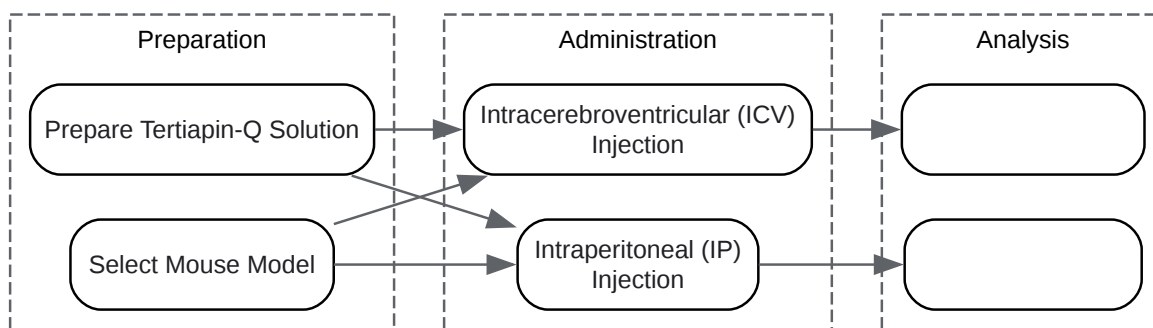 Preparation
Administration
Analysis
Prepare Tertiapin-Q Solution
Intracerebroventricular (ICV)
Injection
Select Mouse Model
Intraperitoneal (IP)
Injection